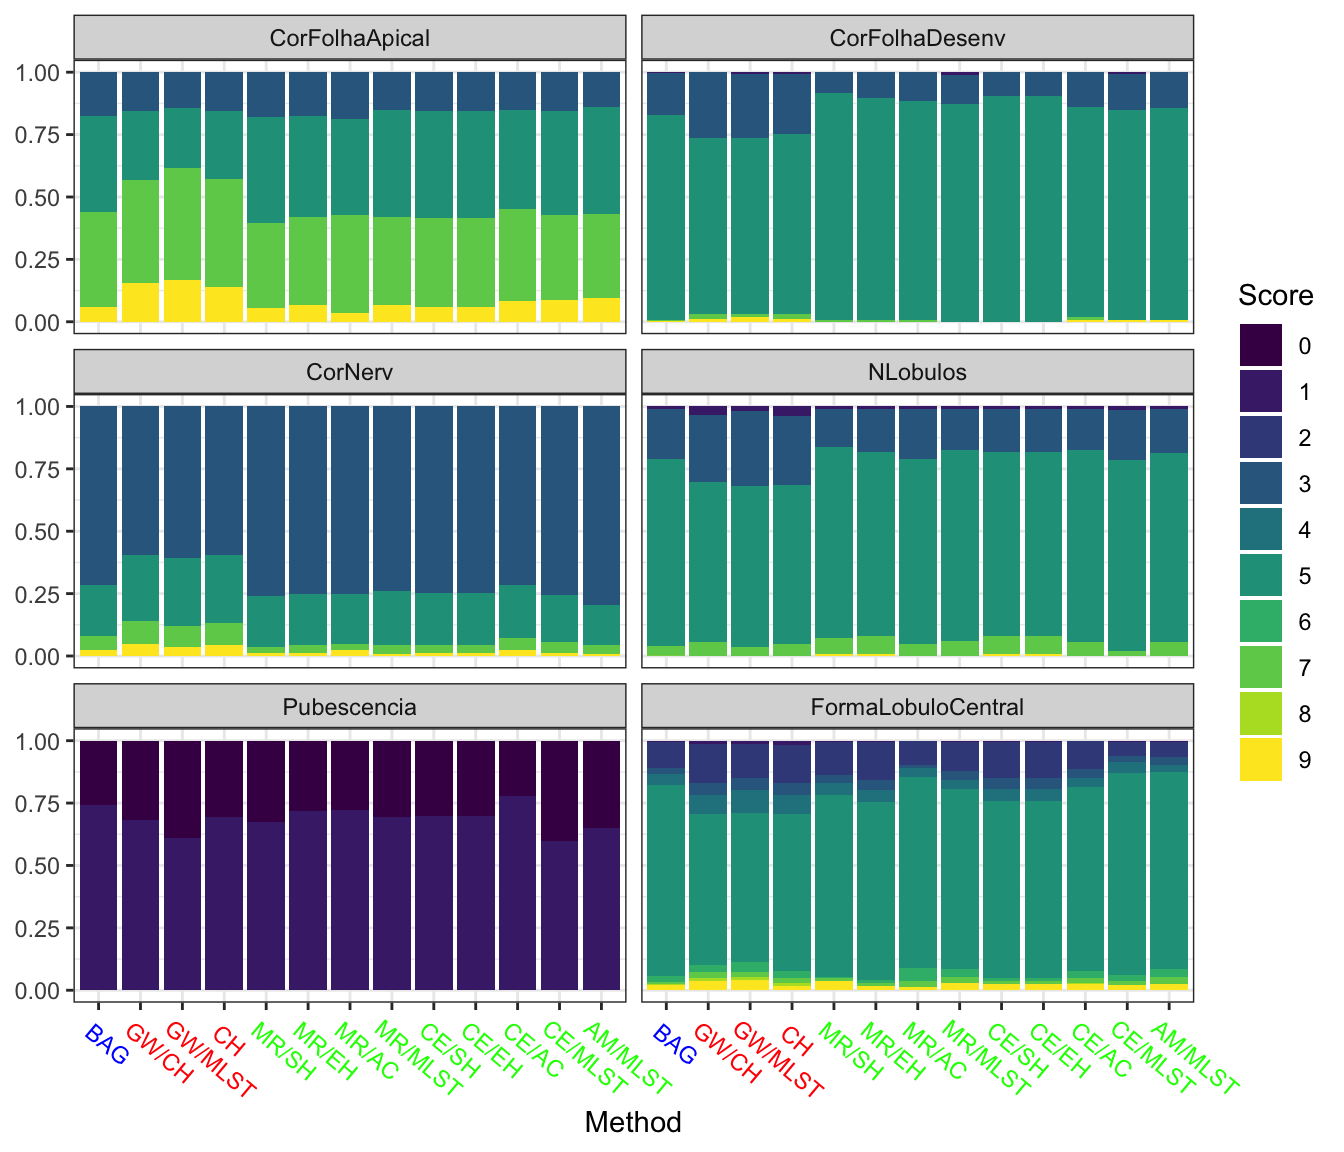 CorFolhaApical
CorFolhaDesenv
1.00
0.75
0.50
0.25
0.00
CorNerv
NLobulos
1.00
0.75
0.50
0.25
0.00
Pubescencia
FormaLobuloCentral
1.00
0.75
0.50
0.25
0.00
BAG
GW/CH
GW/MLST
CH
MR/SH
MR/EH
MR/AC
MR/MLST
CE/SH
CE/EH
CE/AC
CE/MLST
AM/MLST
BAG
GW/CH
GW/MLST
CH
MR/SH
MR/EH
MR/AC
MR/MLST
CE/SH
CE/EH
CE/AC
CE/MLST
AM/MLST
Method
Score
0
1
2
3
4
5
6
7
8
9